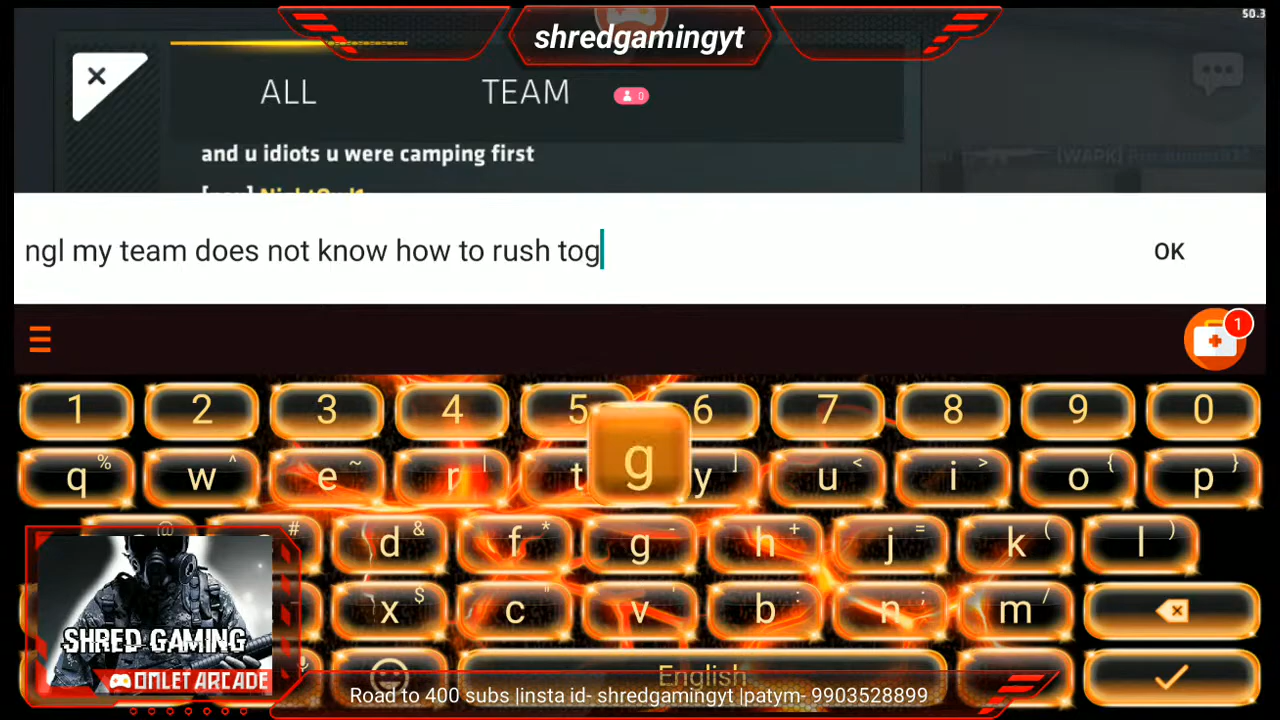 shredgamingyt
50.3
ALL
TEAM
0
and u idiots u were camping first
ngl my team does not know how to rush tog
OK
1
1 2 3 4 5 6 7 8 9 0
q % w ^ e ~ r | t g y ] u < i > o { p }
@ # d & f * g - h + j = k ( l )
x $ c " v ' b : n ; m /
English
SHRED GAMING
OMLET ARCADE
Road to 400 subs |insta id- shredgamingyt |patym- 9903528899